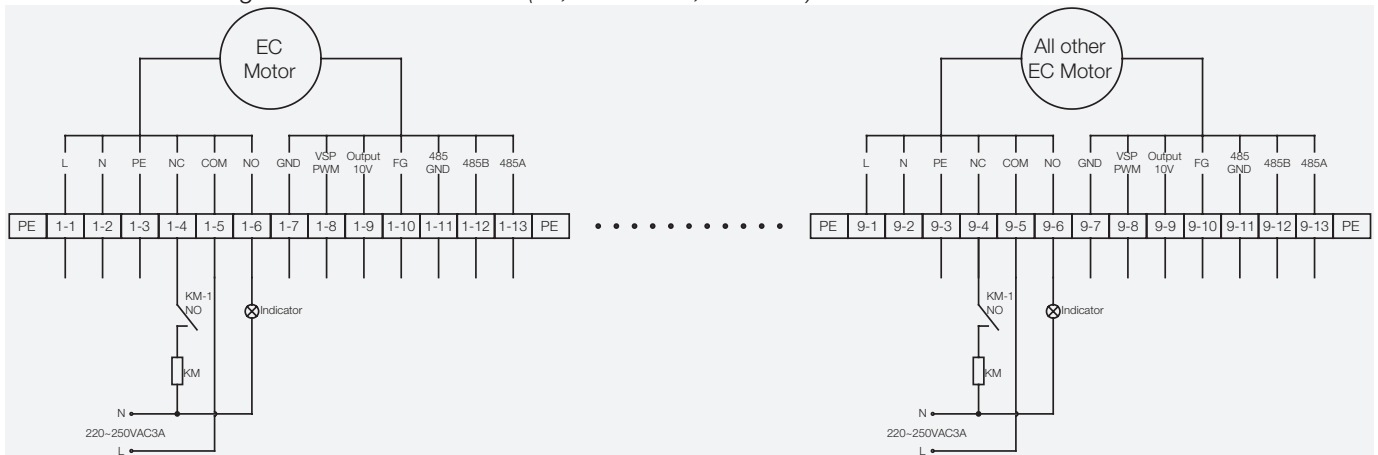 EC
Motor
All other
EC Motor
L N PE NC COM NO GND VSP PWM Output 10V FG 485 GND 485B 485A
L N PE NC COM NO GND VSP PWM Output 10V FG 485 GND 485B 485A
PE 1-1 1-2 1-3 1-4 1-5 1-6 1-7 1-8 1-9 1-10 1-11 1-12 1-13 PE
PE 9-1 9-2 9-3 9-4 9-5 9-6 9-7 9-8 9-9 9-10 9-11 9-12 9-13 PE
KM-1
NO
Indicator
KM
N
220~250VAC3A
L
KM-1
NO
Indicator
KM
N
220~250VAC3A
L